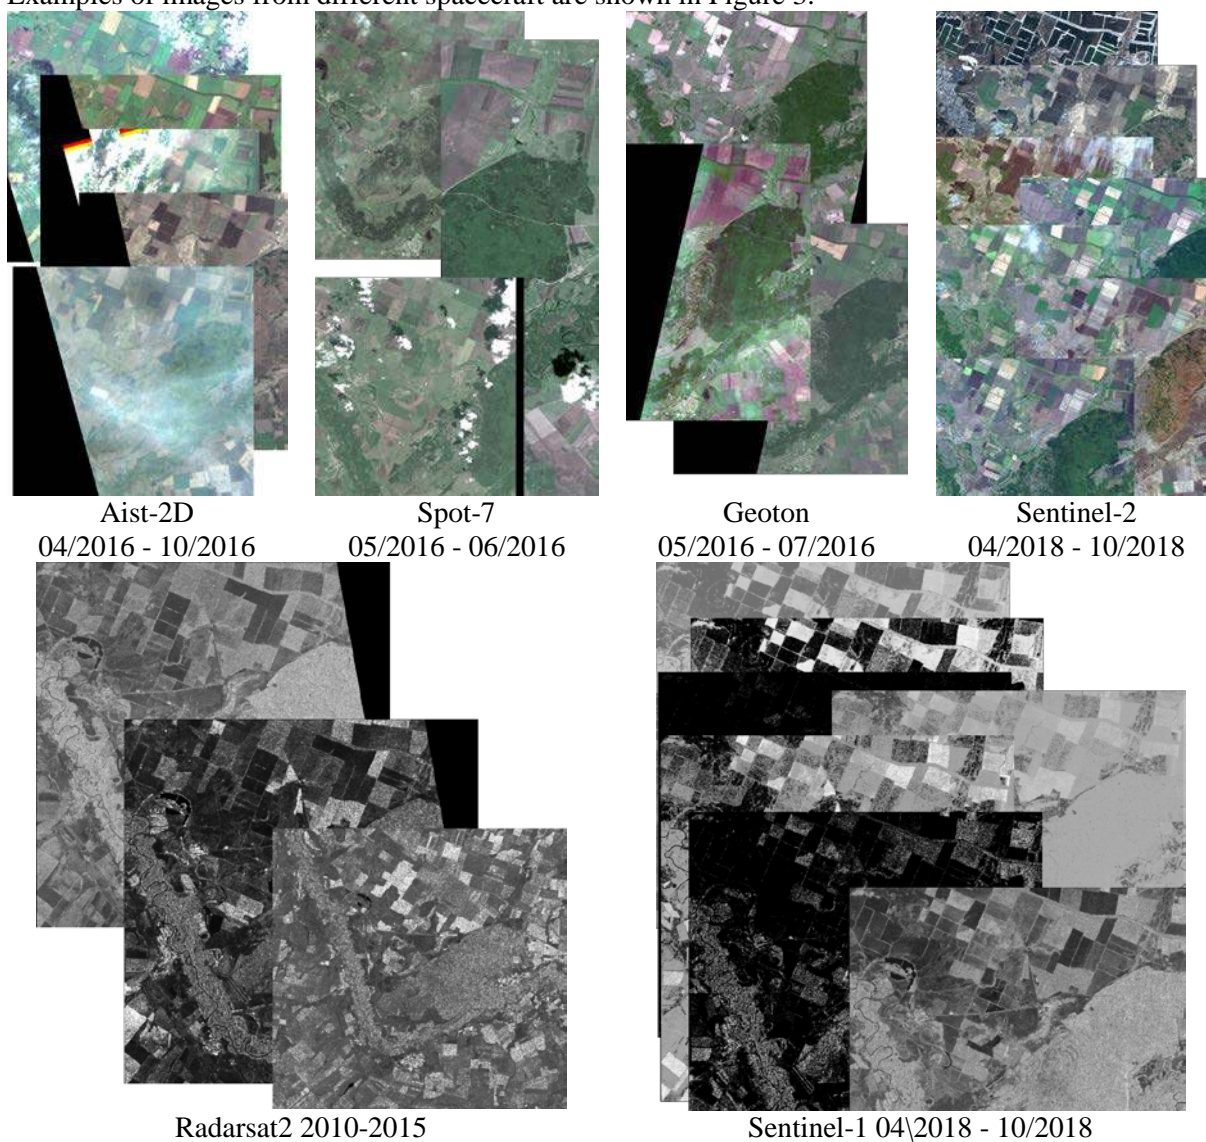 Examples of images from different spacecraft are shown in Figure 3.
Aist-2D
04/2016 - 10/2016
Spot-7
05/2016 - 06/2016
Geoton
05/2016 - 07/2016
Sentinel-2
04/2018 - 10/2018
Radarsat2 2010-2015
Sentinel-1 04\2018 - 10/2018